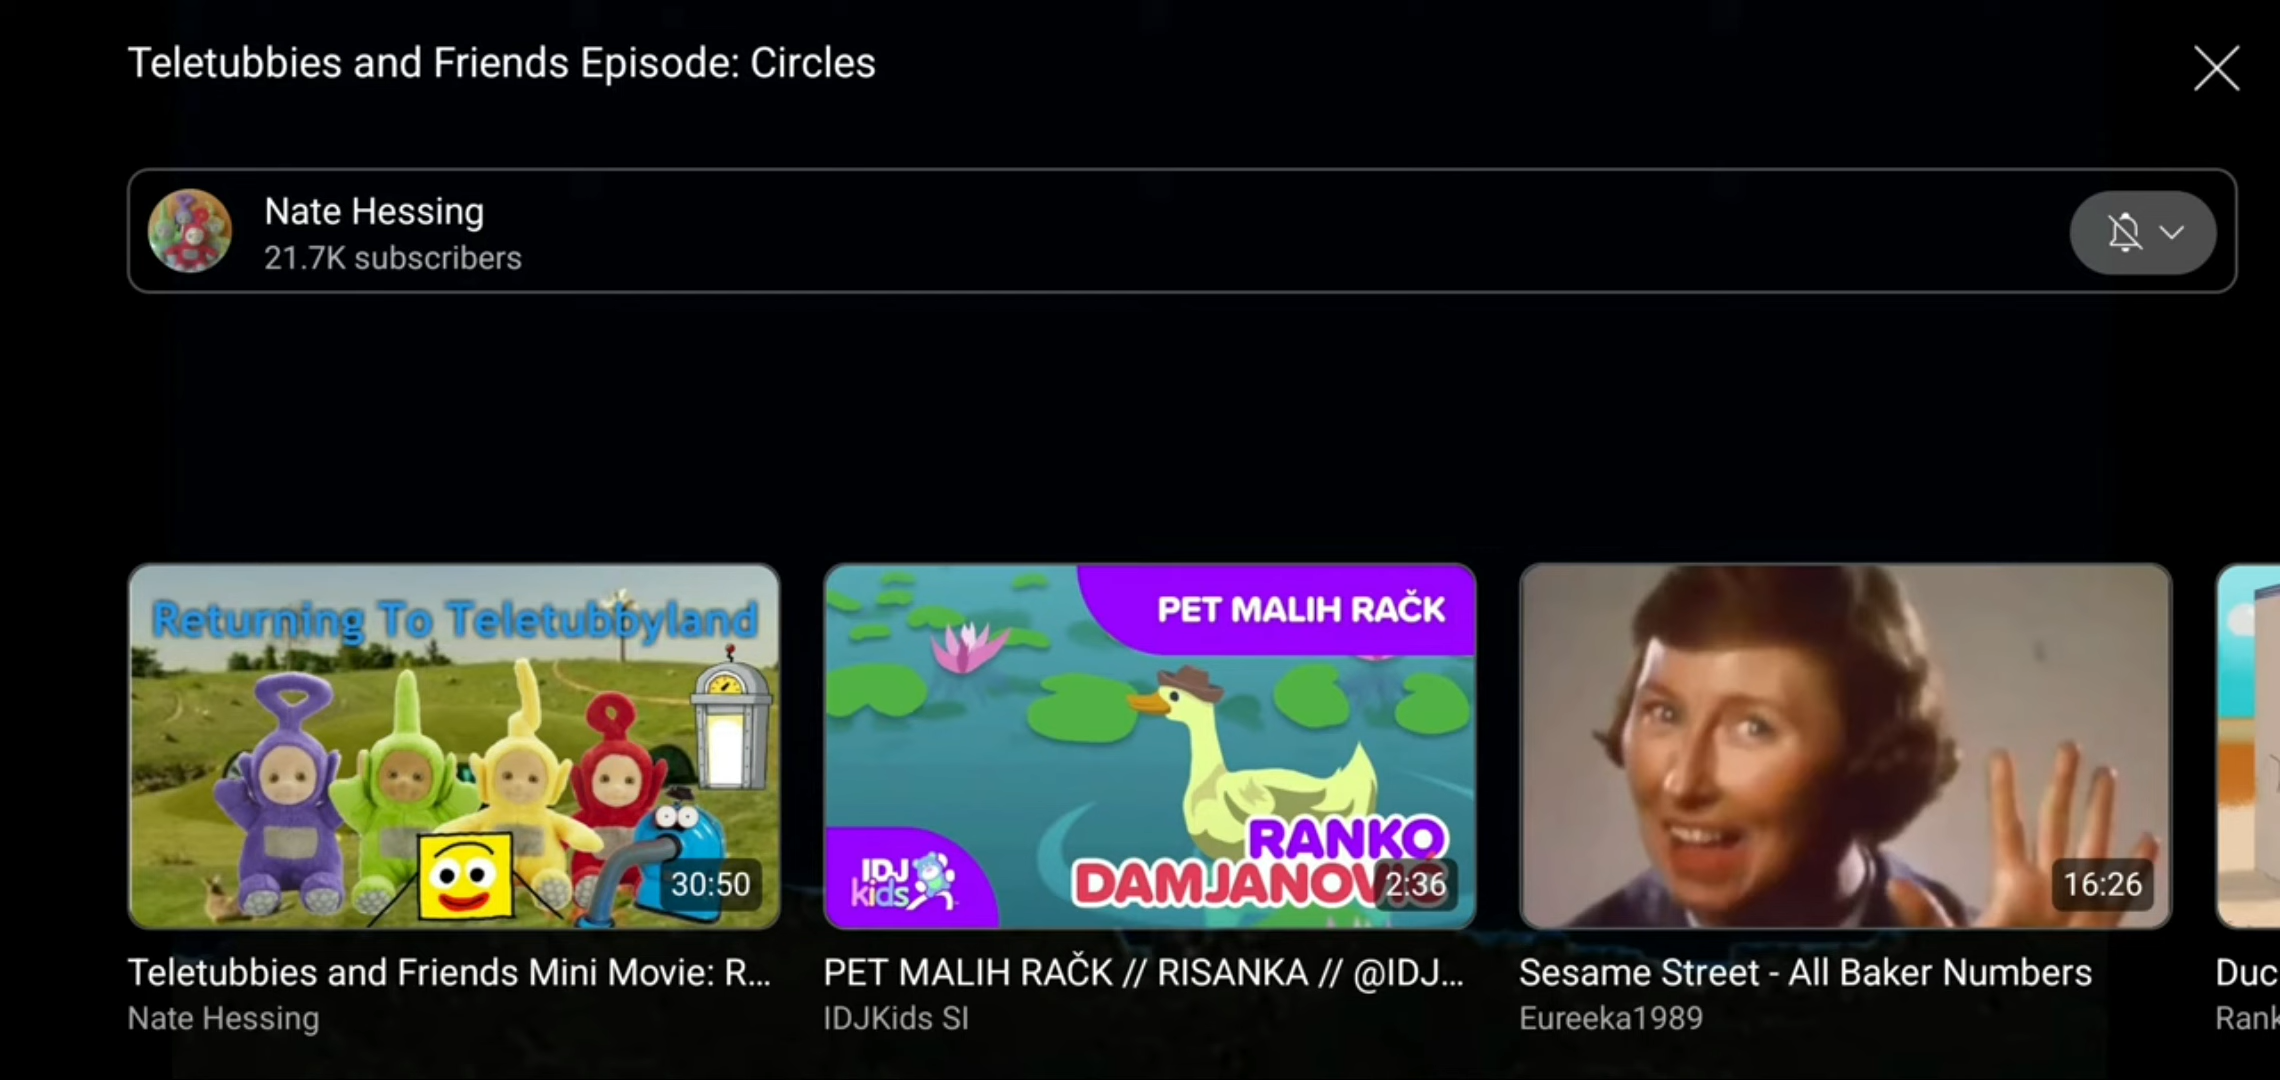 Teletubbies and Friends Episode: Circles
Nate Hessing
21.7K subscribers
Returning To Teletubbyland
30:50
Teletubbies and Friends Mini Movie: R...
Nate Hessing
PET MALIH RAČK
IDJ
kids
RANKO
2:36
PET MALIH RAČK // RISANKA // @IDJ...
IDJKids SI
16:26
Sesame Street - All Baker Numbers
Eureeka1989
Duc
Rank